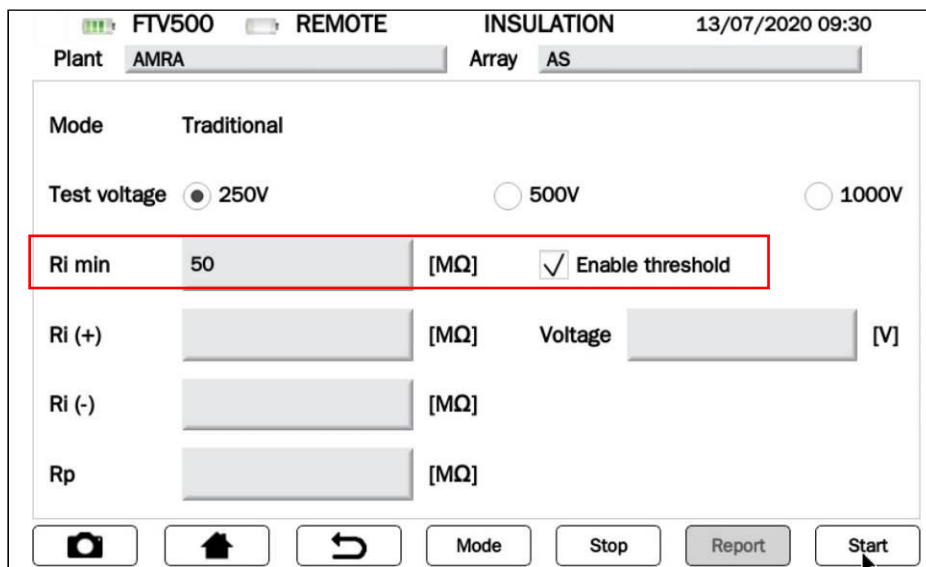 FTV500 REMOTE INSULATION 13/07/2020 09:30
Plant AMRA Array AS
Mode Traditional
Test voltage 250V 500V 1000V
Ri min 50 [MΩ] Enable threshold
Ri (+) [MΩ] Voltage [V]
Ri (-) [MΩ]
Rp [MΩ]
Mode Stop Report Start